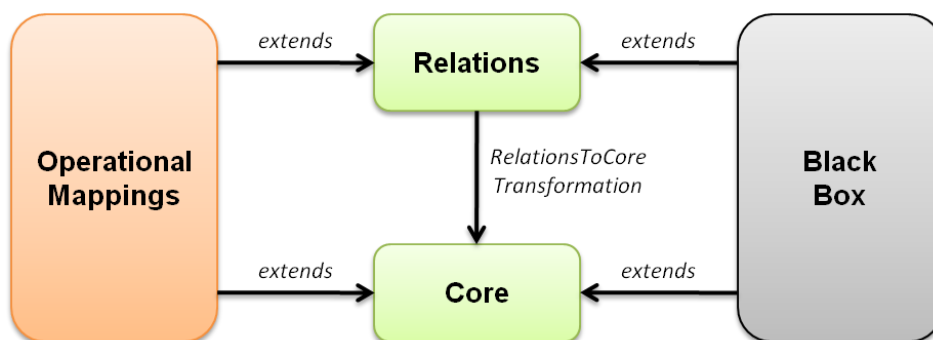 extends
Relations
extends
Operational
Mappings
RelationsToCore
Transformation
Black
Box
extends
Core
extends